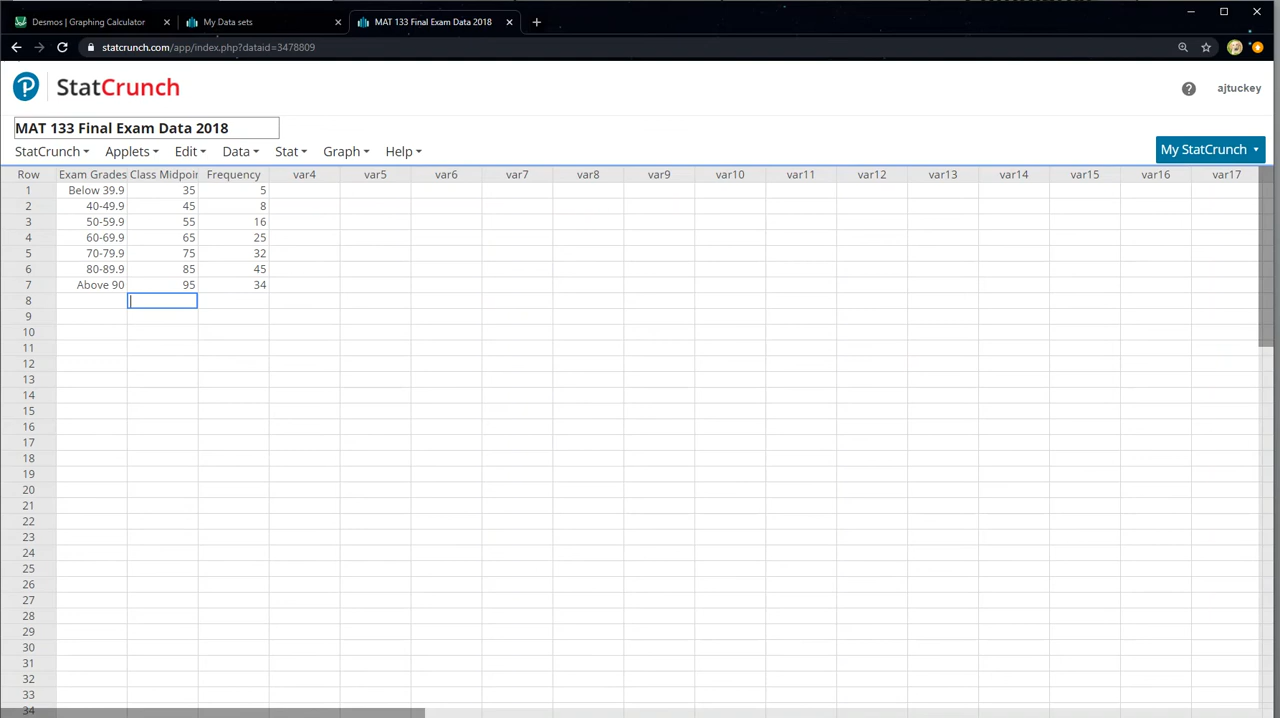 Desmos | Graphing Calculator
My Data sets
MAT 133 Final Exam Data 2018
statcrunch.com/app/index.php?dataid=3478809
P StatCrunch
ajtuckey
MAT 133 Final Exam Data 2018
StatCrunch Applets Edit Data Stat Graph Help
My StatCrunch
Row Exam Grades Class Midpoin Frequency var4 var5 var6 var7 var8 var9 var10 var11 var12 var13 var14 var15 var16 var17
1 Below 39.9 35 5
2 40-49.9 45 8
3 50-59.9 55 16
4 60-69.9 65 25
5 70-79.9 75 32
6 80-89.9 85 45
7 Above 90 95 34
8
9
10
11
12
13
14
15
16
17
18
19
20
21
22
23
24
25
26
27
28
29
30
31
32
33
34